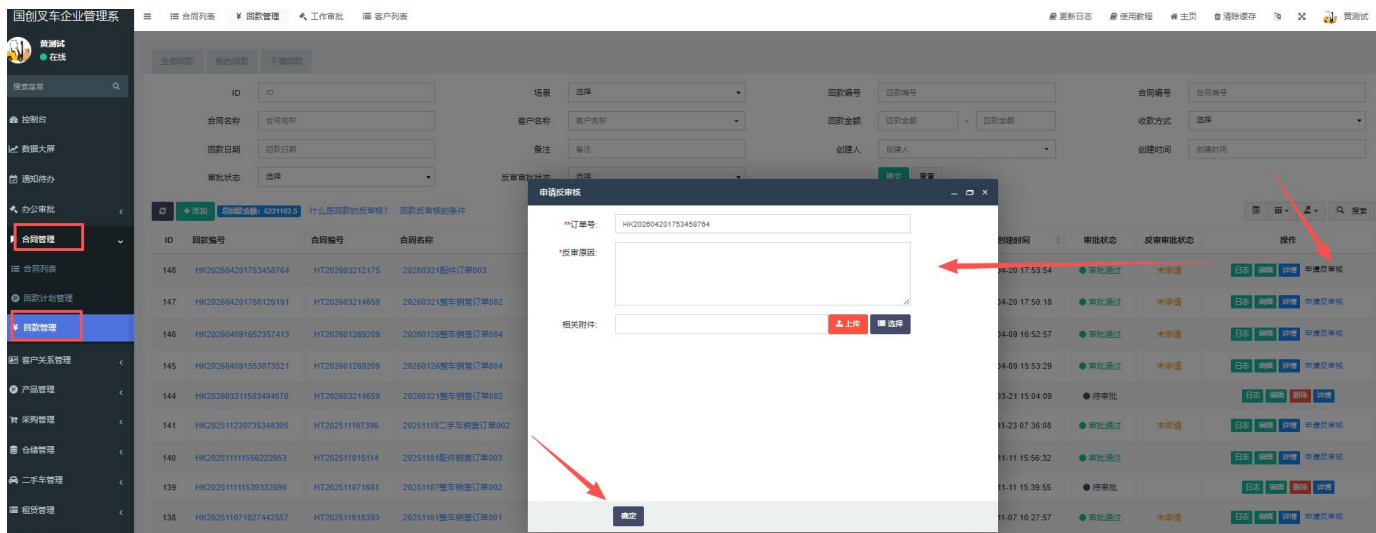 国创叉车企业管理系
合同列表 ¥ 回款管理 工作审批 客户列表 更新日志 使用教程 主页 清除缓存 黄测试
黄测试
在线
全部回款 我的回款 下属回款
搜索菜单
ID ID 场景 选择 回款编号 回款编号 合同编号 合同编号
控制台 合同名称 合同名称 客户名称 客户名称 回款金额 回款金额 - 回款金额 收款方式 选择
数据大屏 回款日期 回款日期 备注 备注 创建人 创建人 创建时间 创建时间
通知待办 审批状态 选择 反审审批状态 选择 提交 重置
申请反审核
办公审批 +添加 总回款金额：6221102.5 什么是回款的反审核？ 回款反审核的条件 搜索
**订单号: HK202604201753458764
合同管理 ID 回款编号 合同编号 合同名称 创建时间 审批状态 反审审批状态 操作
*反审原因:
合同列表 148 HK202604201753458764 HT202603212175 20260321配件订单003 04-20 17:53:54 审批通过 未申请 日志 编辑 详情 申请反审核
回款计划管理 147 HK202604201750129191 HT202603214659 20260321整车销售订单002 04-20 17:50:18 审批通过 未申请 日志 编辑 详情 申请反审核
相关附件: 上传 选择
¥ 回款管理 146 HK202604091652357413 HT202601269209 20260126整车销售订单004 04-09 16:52:57 审批通过 未申请 日志 编辑 详情 申请反审核
客户关系管理 145 HK202604091553073521 HT202601269209 20260126整车销售订单004 04-09 15:53:29 审批通过 未申请 日志 编辑 详情 申请反审核
产品管理 144 HK202603211503494570 HT202603214659 20260321整车销售订单002 03-21 15:04:09 待审批 日志 编辑 删除 详情
采购管理 141 HK202511230735348305 HT202511197396 20251119二手车销售订单002 11-23 07:36:08 审批通过 未申请 日志 编辑 详情 申请反审核
仓储管理 140 HK202511111556222953 HT202511015114 20251101配件销售订单003 11-11 15:56:32 审批通过 日志 编辑 详情 申请反审核
二手车管理 139 HK202511111539332696 HT202511071681 20251107整车销售订单002 11-11 15:39:55 待审批 日志 编辑 删除 详情
租赁管理 138 HK202511071027442557 HT202511018393 20251101整车销售订单001 11-07 10:27:57 审批通过 未申请 日志 编辑 详情 申请反审核
确定